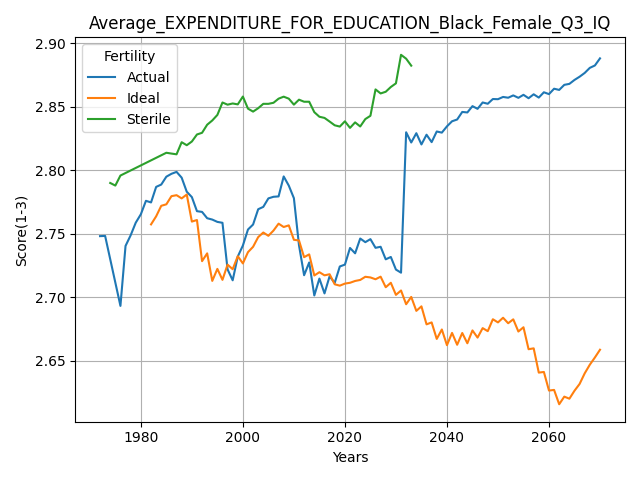 Average_EXPENDITURE_FOR_EDUCATION_Black_Female_Q3_IQ
Fertility
Actual
Ideal
Sterile
Score(1-3)
2.90
2.85
2.80
2.75
2.70
2.65
1980 2000 2020 2040 2060
Years